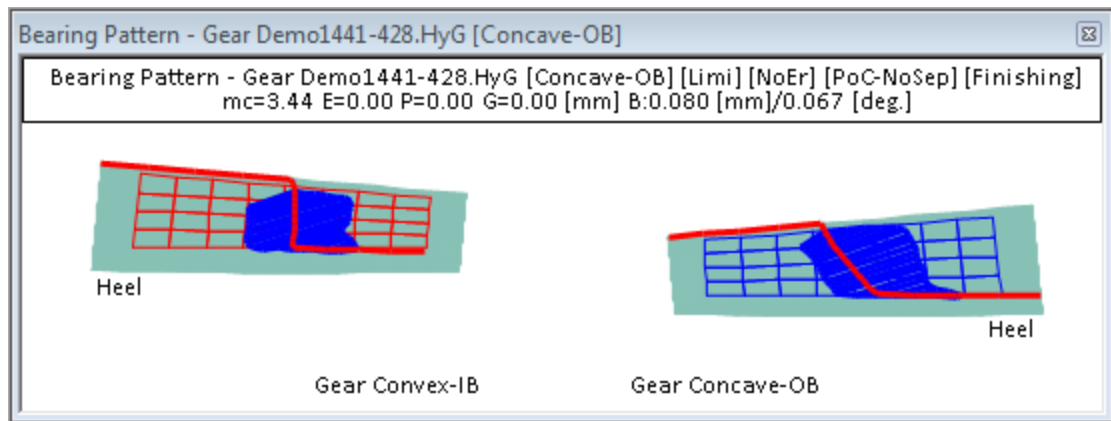 Bearing Pattern - Gear Demo1441-428.HyG [Concave-OB]
Bearing Pattern - Gear Demo1441-428.HyG [Concave-OB] [Limi] [NoEr] [PoC-NoSep] [Finishing]
mc=3.44 E=0.00 P=0.00 G=0.00 [mm] B:0.080 [mm]/0.067 [deg.]
Heel
Heel
Gear Convex-IB
Gear Concave-OB